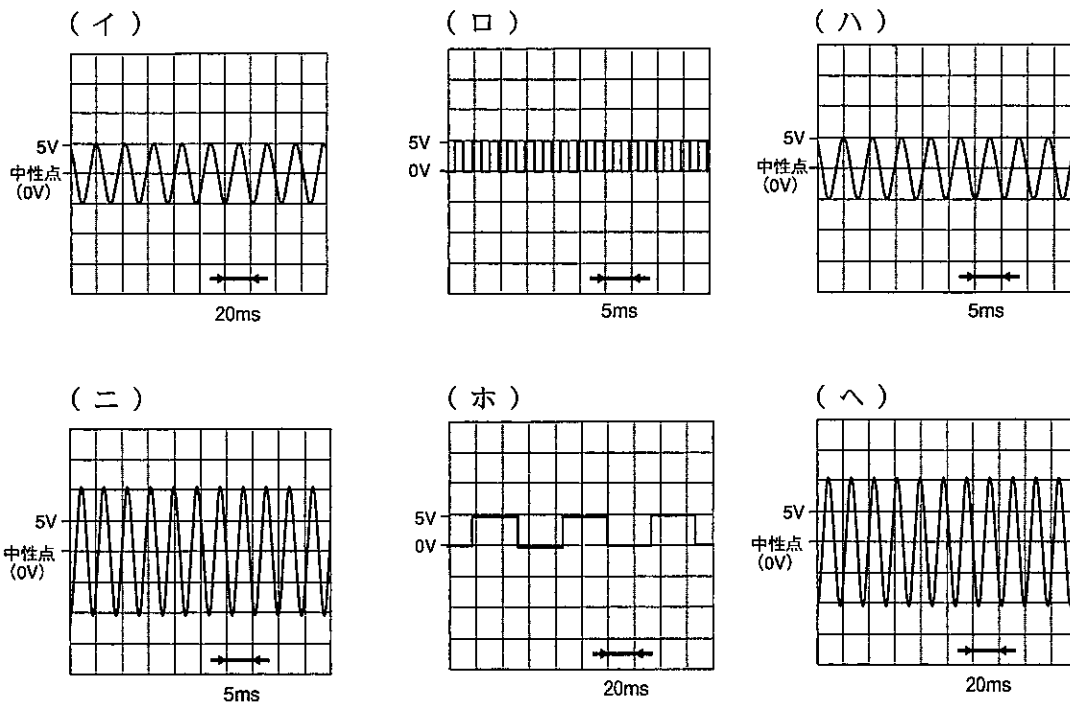 (イ)
5V
中性点
(0V)
20ms
(ロ)
5V
0V
5ms
(ハ)
5V
中性点
(0V)
5ms
(ニ)
5V
中性点
(0V)
5ms
(ホ)
5V
0V
20ms
(ヘ)
5V
中性点
(0V)
20ms